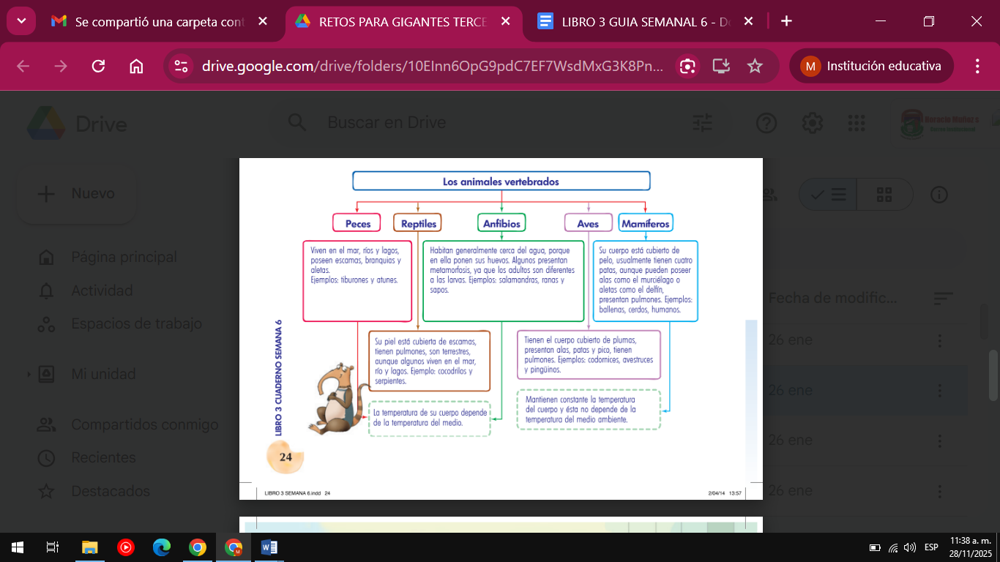 Se compartió una carpeta cont
RETOS PARA GIGANTES TERCE
LIBRO 3 GUIA SEMANAL 6 - Do
drive.google.com/drive/folders/10EInn6OpG9pdC7EF7WsdMxG3K8Pn...
M
Institución educativa
Drive
Buscar en Drive
Nuevo
Página principal
Actividad
Espacios de trabajo
Mi unidad
Compartidos conmigo
Recientes
Destacados
Fecha de modific...
26 ene
26 ene
26 ene
26 ene
Los animales vertebrados
Peces
Reptiles
Anfibios
Aves
Mamíferos
Viven en el mar, ríos y lagos,
poseen escamas, branquias y
aletas.
Ejemplos: tiburones y atunes.
Habitan generalmente cerca del agua, porque
en ella ponen sus huevos. Algunos presentan
metamorfosis, ya que los adultos son diferentes
a las larvas. Ejemplos: salamandras, ranas y
sapos.
Su cuerpo está cubierto de
pelo, usualmente tienen cuatro
patas, aunque pueden poseer
alas como el murciélago o
aletas como el delfín,
presentan pulmones. Ejemplos:
ballenas, cerdos, humanos.
Su piel está cubierta de escamas,
tienen pulmones, son terrestres,
aunque algunos viven en el mar,
río y lagos. Ejemplo: cocodrilos y
serpientes.
Tienen el cuerpo cubierto de plumas,
presentan alas, patas y pico, tienen
pulmones. Ejemplos: codornices, avestruces
y pingüinos.
La temperatura de su cuerpo depende
de la temperatura del medio.
Mantienen constante la temperatura
del cuerpo y ésta no depende de la
temperatura del medio ambiente.
LIBRO 3 CUADERNO SEMANA 6
24
LIBRO 3 SEMANA 6.indd 24
2/04/14 13:57
ESP
11:38 a. m.
28/11/2025